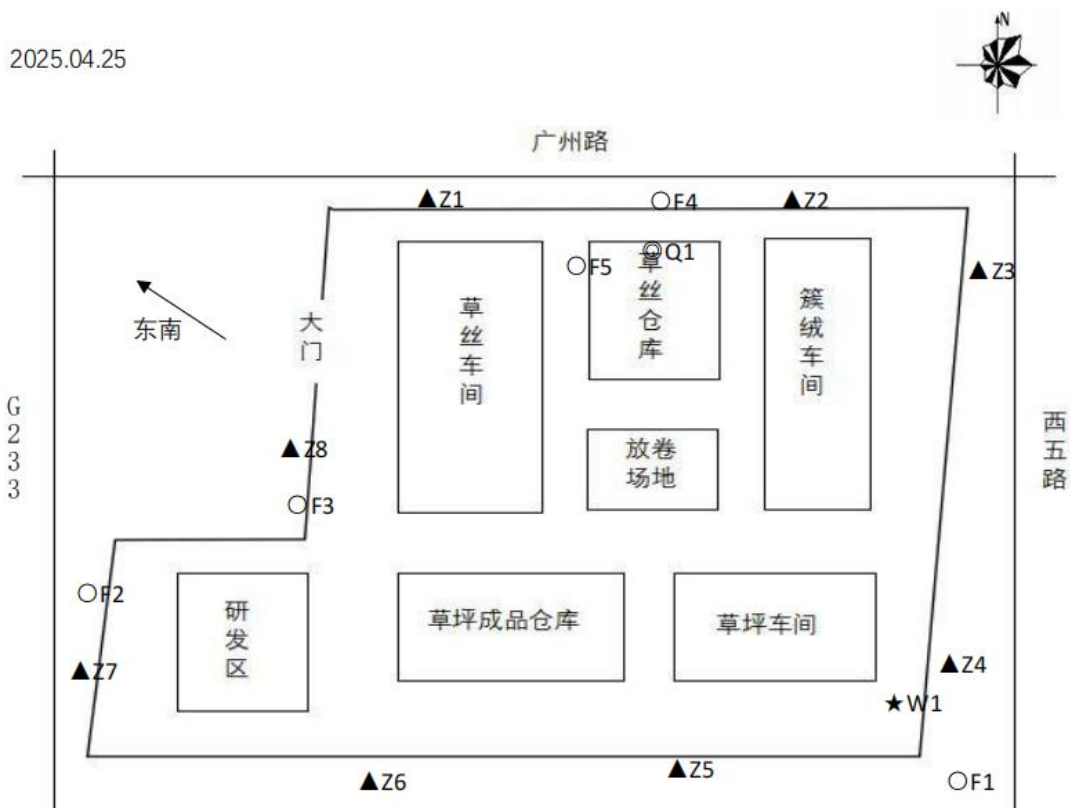 N
2025.04.25
广州路
▲Z1
○F4
▲Z2
◎Q1
○F5
▲Z3
草丝车间
草丝仓库
簇绒车间
大门
东南
G233
西五路
▲Z8
放卷
场地
○F3
○F2
研发区
草坪成品仓库
草坪车间
▲Z7
▲Z4
★W1
▲Z6
▲Z5
○F1